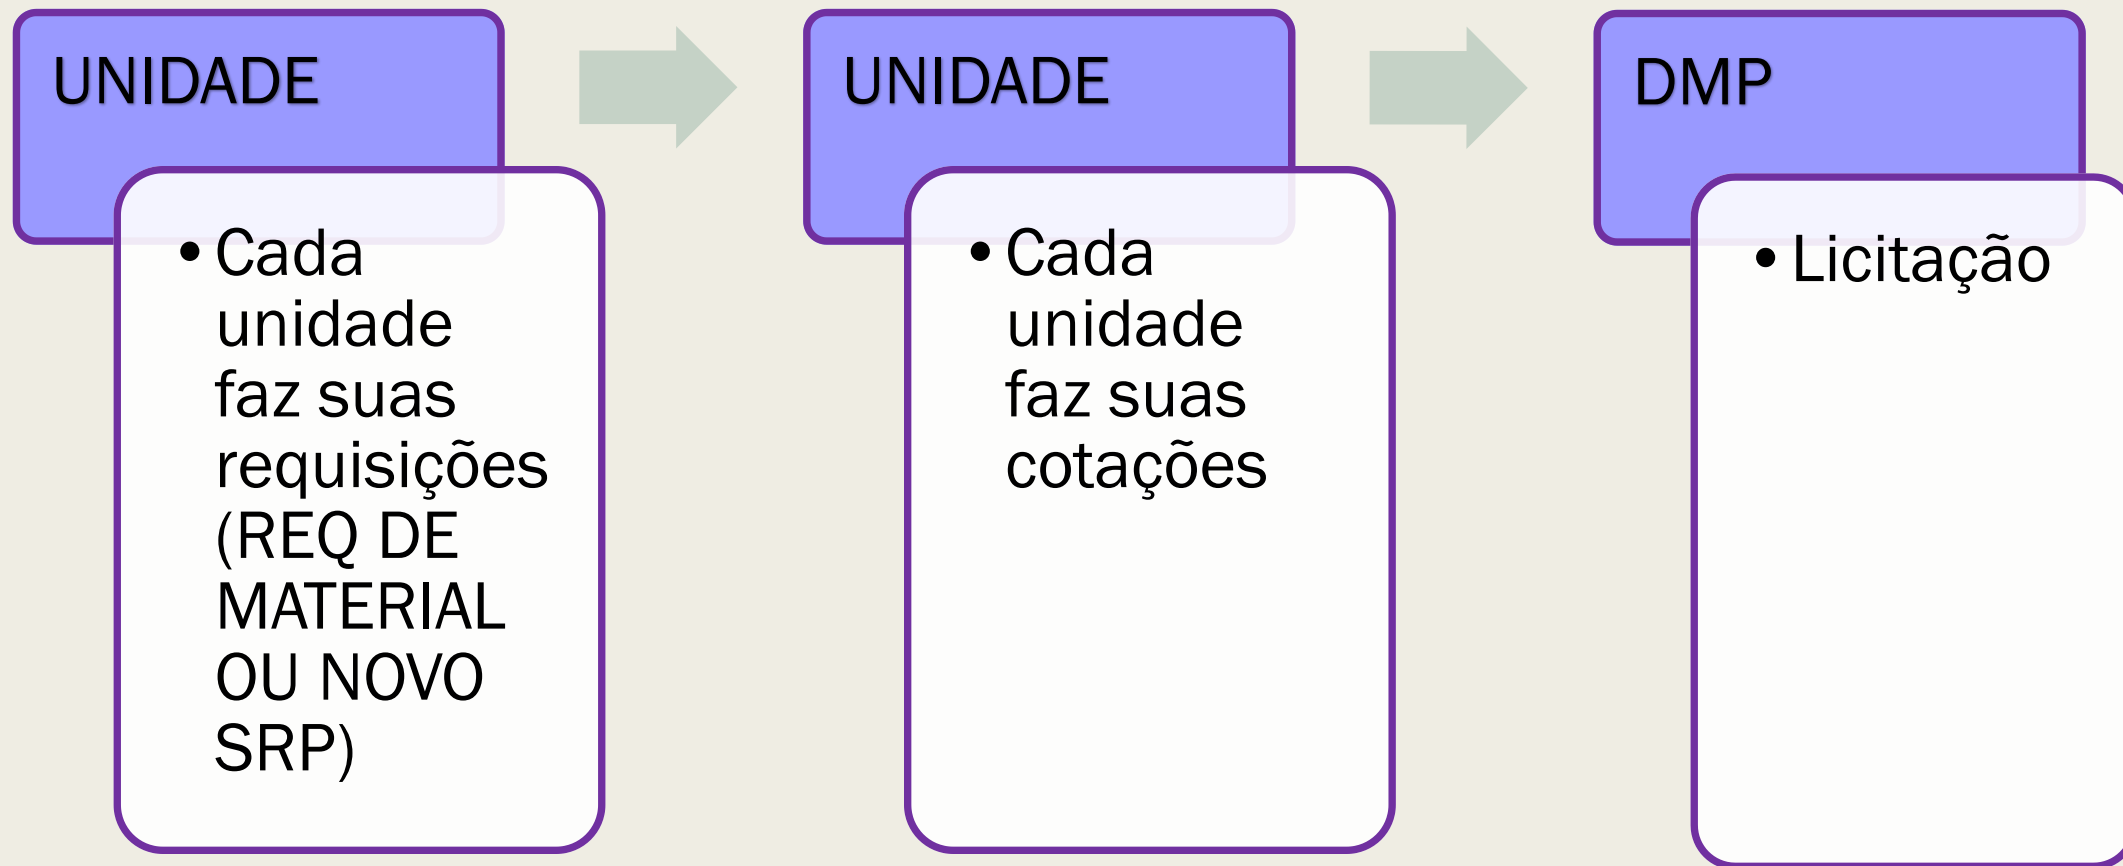 UNIDADE
• Cada
unidade
faz suas
requisições
(REQ DE
MATERIAL
OU NOVO
SRP)
UNIDADE
• Cada
unidade
faz suas
cotações
DMP
• Licitação